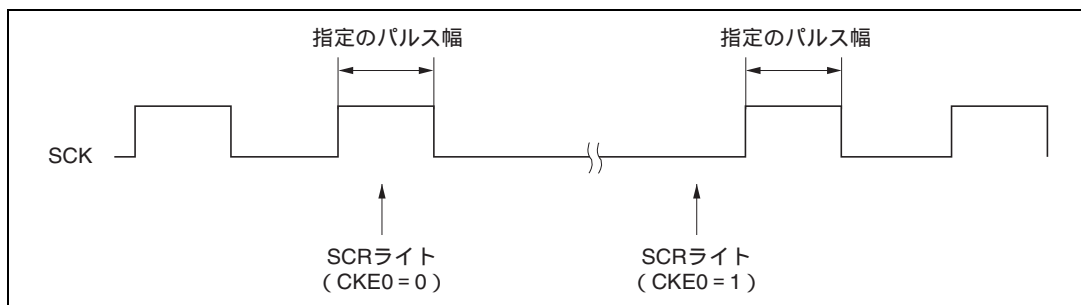 指定のパルス幅
指定のパルス幅
SCK
SCRライト
(CKE0=0)
SCRライト
(CKE0=1)